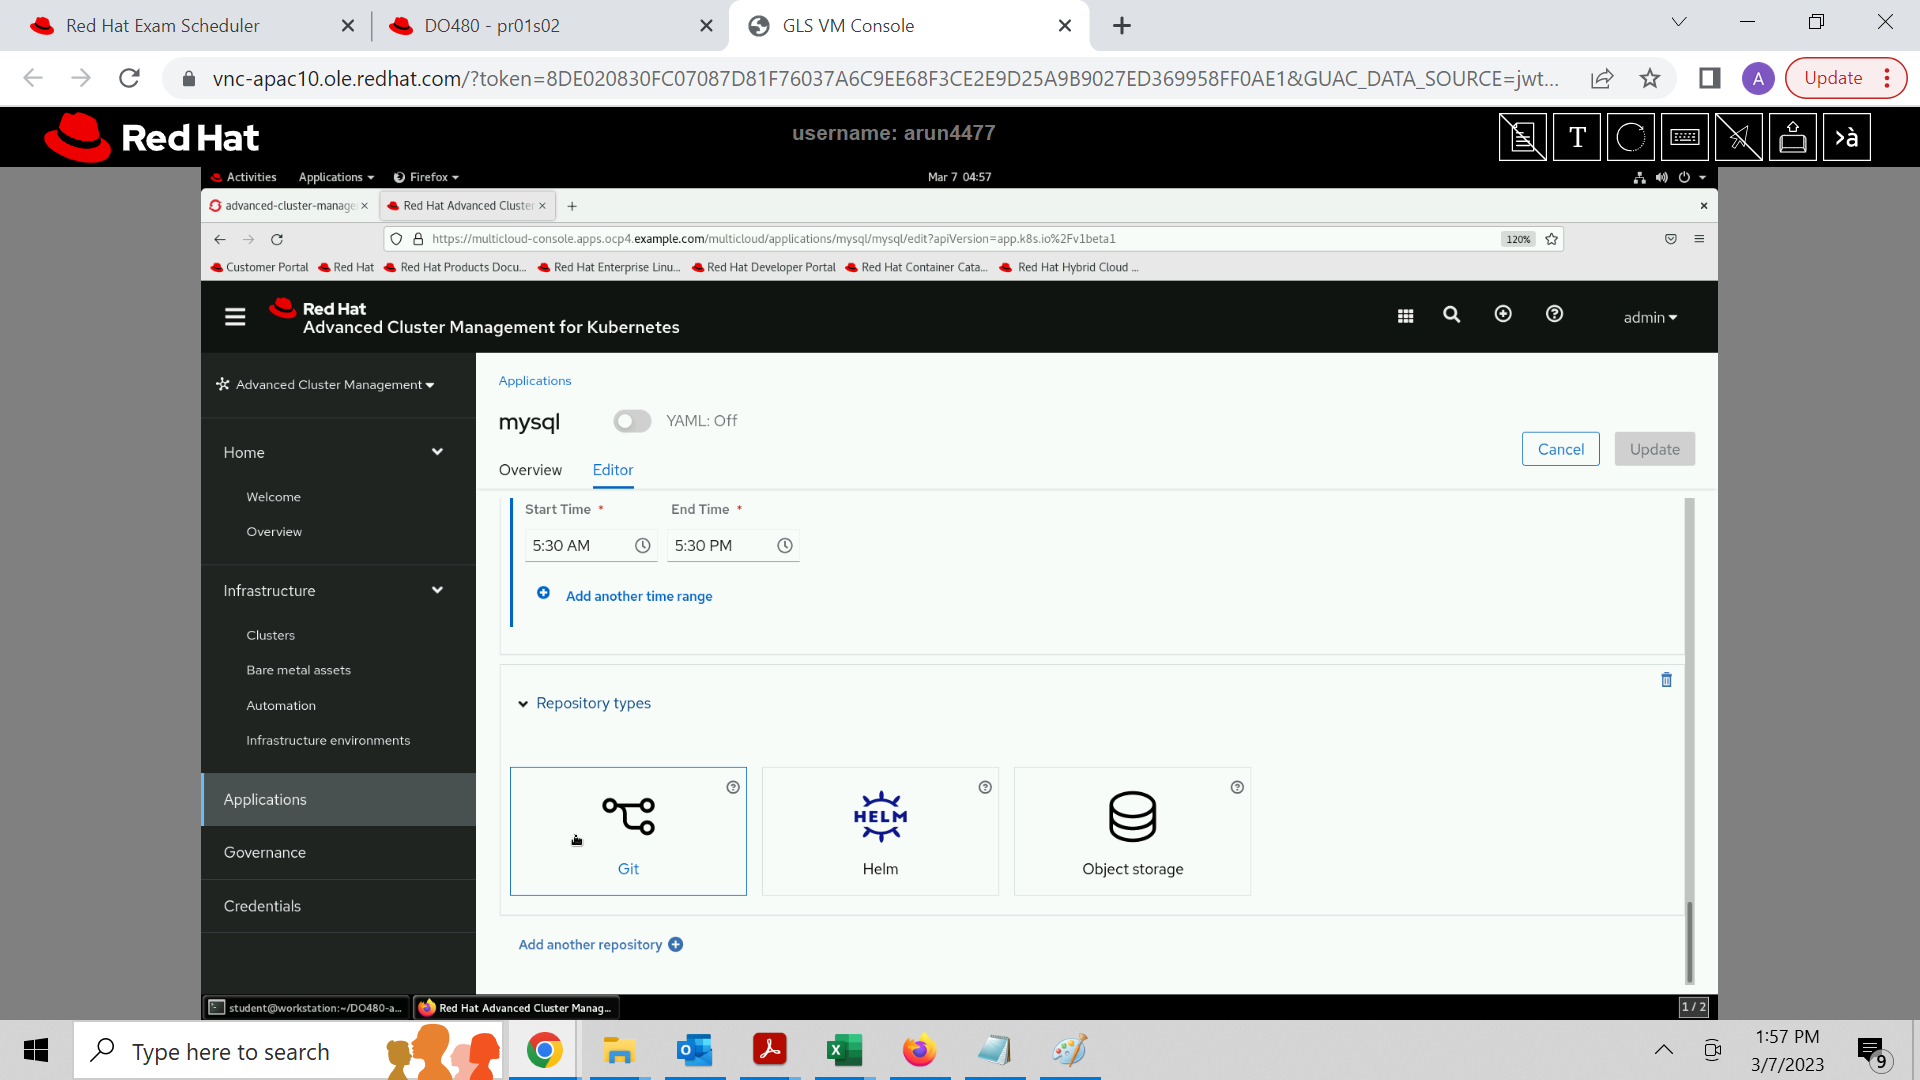 Red Hat Exam Scheduler
DO480 - pr01s02
GLS VM Console
vnc-apac10.ole.redhat.com/?token=8DE020830FC07087D81F76037A6C9EE68F3CE2E9D25A9B9027ED369958FF0AE1&GUAC_DATA_SOURCE=jwt...
A
Update
Red Hat
username: arun4477
T
>à
Activities
Applications
Firefox
Mar 7 04:57
advanced-cluster-manage
Red Hat Advanced Cluster
https://multicloud-console.apps.ocp4.example.com/multicloud/applications/mysql/mysql/edit?apiVersion=app.k8s.io%2Fv1beta1
120%
Customer Portal
Red Hat
Red Hat Products Docu...
Red Hat Enterprise Linu...
Red Hat Developer Portal
Red Hat Container Cata...
Red Hat Hybrid Cloud ...
Red Hat
Advanced Cluster Management for Kubernetes
admin
Advanced Cluster Management
Home
Welcome
Overview
Infrastructure
Clusters
Bare metal assets
Automation
Infrastructure environments
Applications
Governance
Credentials
Applications
mysql
YAML: Off
Cancel
Update
Overview
Editor
Start Time *
End Time *
5:30 AM
5:30 PM
Add another time range
Repository types
Git
HELM
Helm
Object storage
Add another repository
student@workstation:~/DO480-a...
Red Hat Advanced Cluster Manag...
1 / 2
Type here to search
1:57 PM
3/7/2023
9